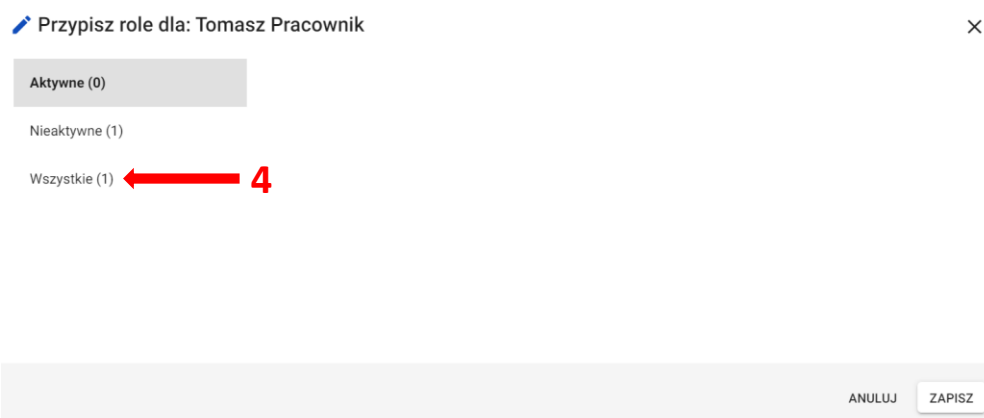 Przypisz role dla: Tomasz Pracownik
Aktywne (0)
Nieaktywne (1)
Wszystkie (1)
4
ANULUJ
ZAPISZ